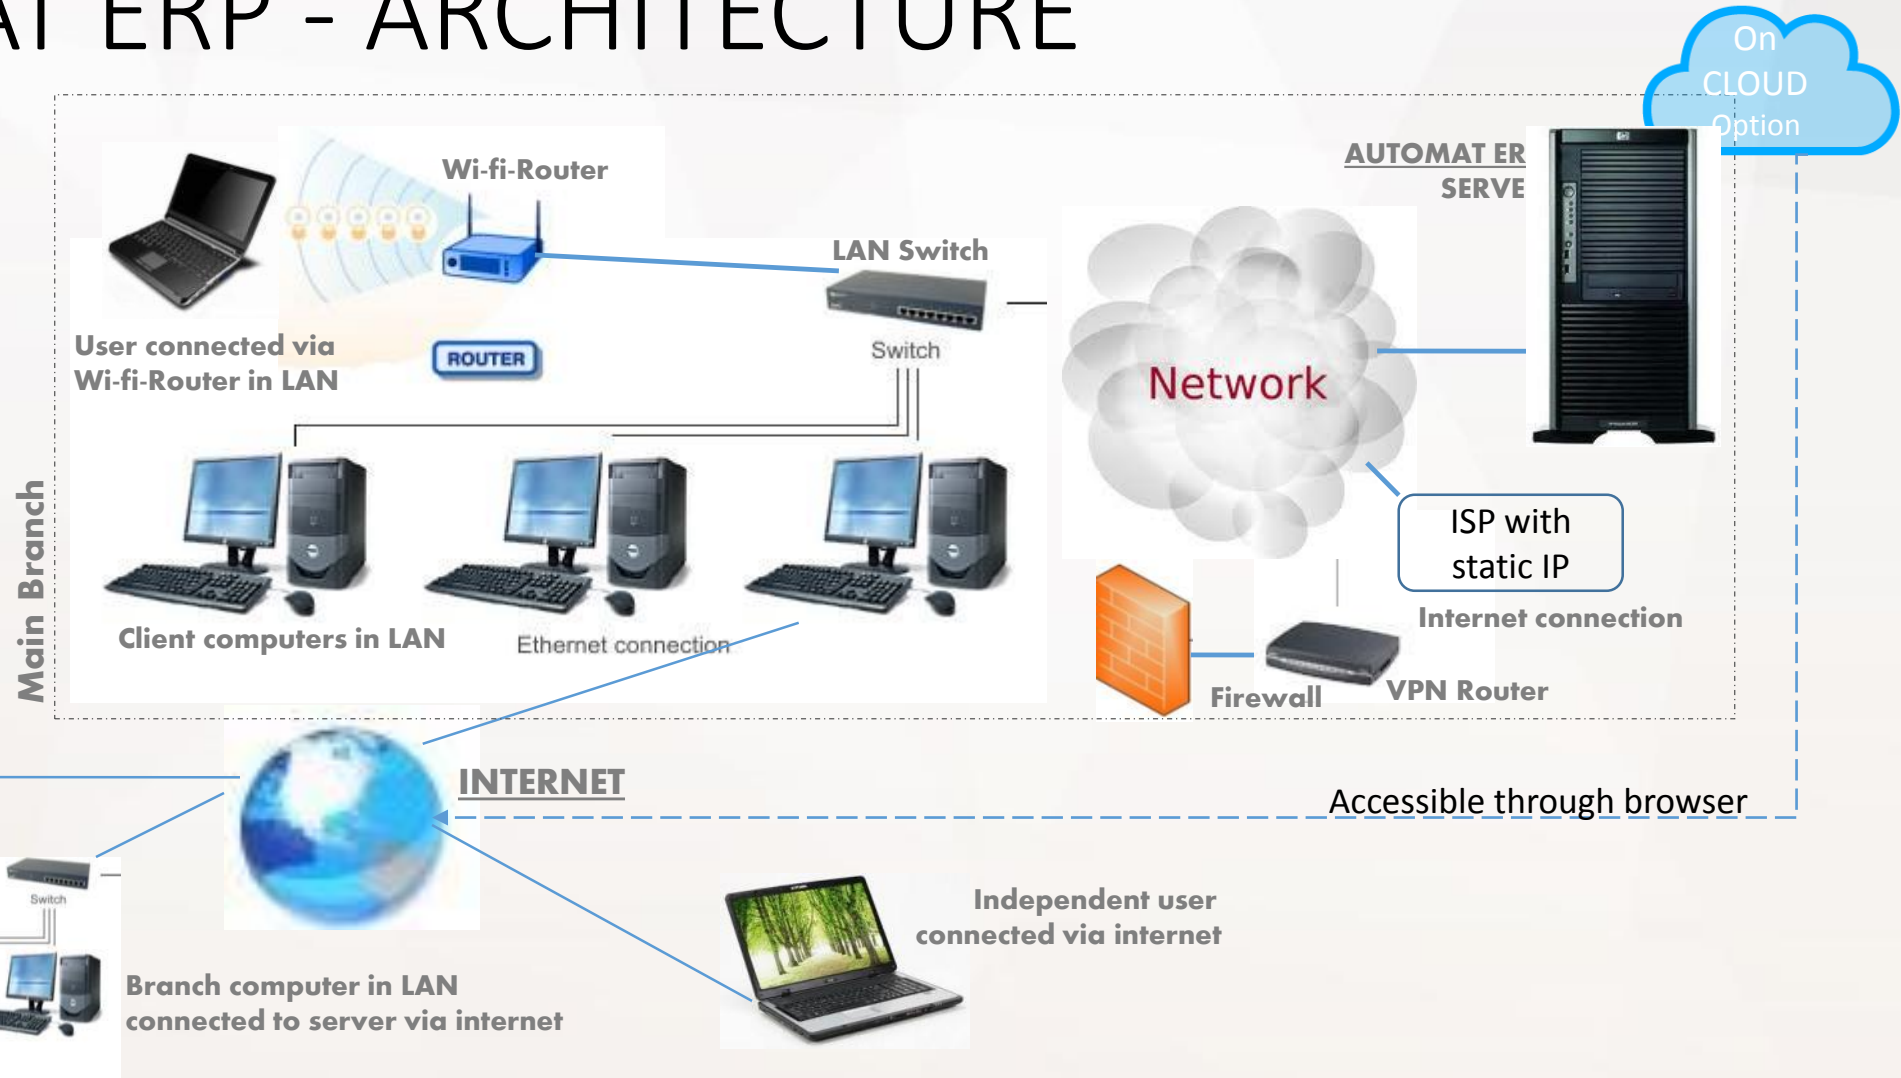 AT ERP - ARCHITECTURE
On
CLOUD
Option
AUTOMAT ER
SERVE
Wi-fi-Router
LAN Switch
Switch
User connected via
Wi-fi-Router in LAN
ROUTER
Network
ISP with
static IP
Internet connection
Main Branch
Client computers in LAN
Ethernet connection
Firewall
VPN Router
INTERNET
Accessible through browser
Switch
Independent user
connected via internet
Branch computer in LAN
connected to server via internet